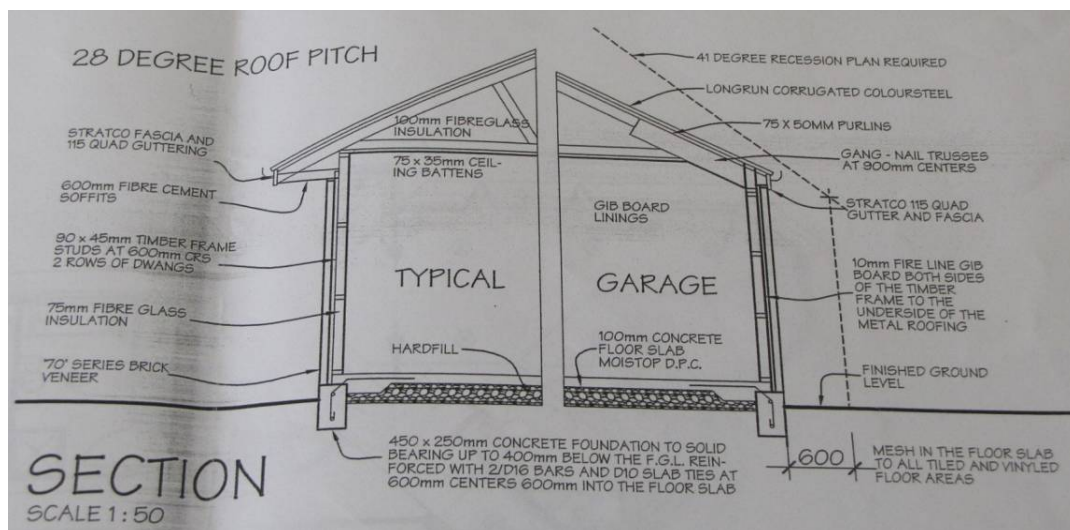 28 DEGREE ROOF PITCH
41 DEGREE RECESSION PLAN REQUIRED
LONGRUN CORRUGATED COLOURSTEEL
75 X 50MM PURLINS
GANG - NAIL TRUSSES
AT 900mm CENTERS
STRATCO 115 QUAD
GUTTER AND FASCIA
10mm FIRE LINE GIB
BOARD BOTH SIDES
OF THE TIMBER
FRAME TO THE
UNDERSIDE OF THE
METAL ROOFING
FINISHED GROUND
LEVEL
100mm FIBREGLASS
INSULATION
75 x 35mm CEIL-
ING BATTENS
GIB BOARD
LININGS
TYPICAL
GARAGE
HARDFILL
100mm CONCRETE
FLOOR SLAB
MOISTOP D.P.C.
STRATCO FASCIA AND
115 QUAD GUTTERING
600mm FIBRE CEMENT
SOFFITS
90 x 45mm TIMBER FRAME
STUDS AT 600mm CRS
2 ROWS OF DWANGS
75mm FIBRE GLASS
INSULATION
'70' SERIES BRICK
VENEER
450 x 250mm CONCRETE FOUNDATION TO SOLID
BEARING UP TO 400mm BELOW THE F.G.L. REIN-
FORCED WITH 2/D16 BARS AND D10 SLAB TIES AT
600mm CENTERS 600mm INTO THE FLOOR SLAB
600
MESH IN THE FLOOR SLAB
TO ALL TILED AND VINYLED
FLOOR AREAS
SECTION
SCALE 1 : 50